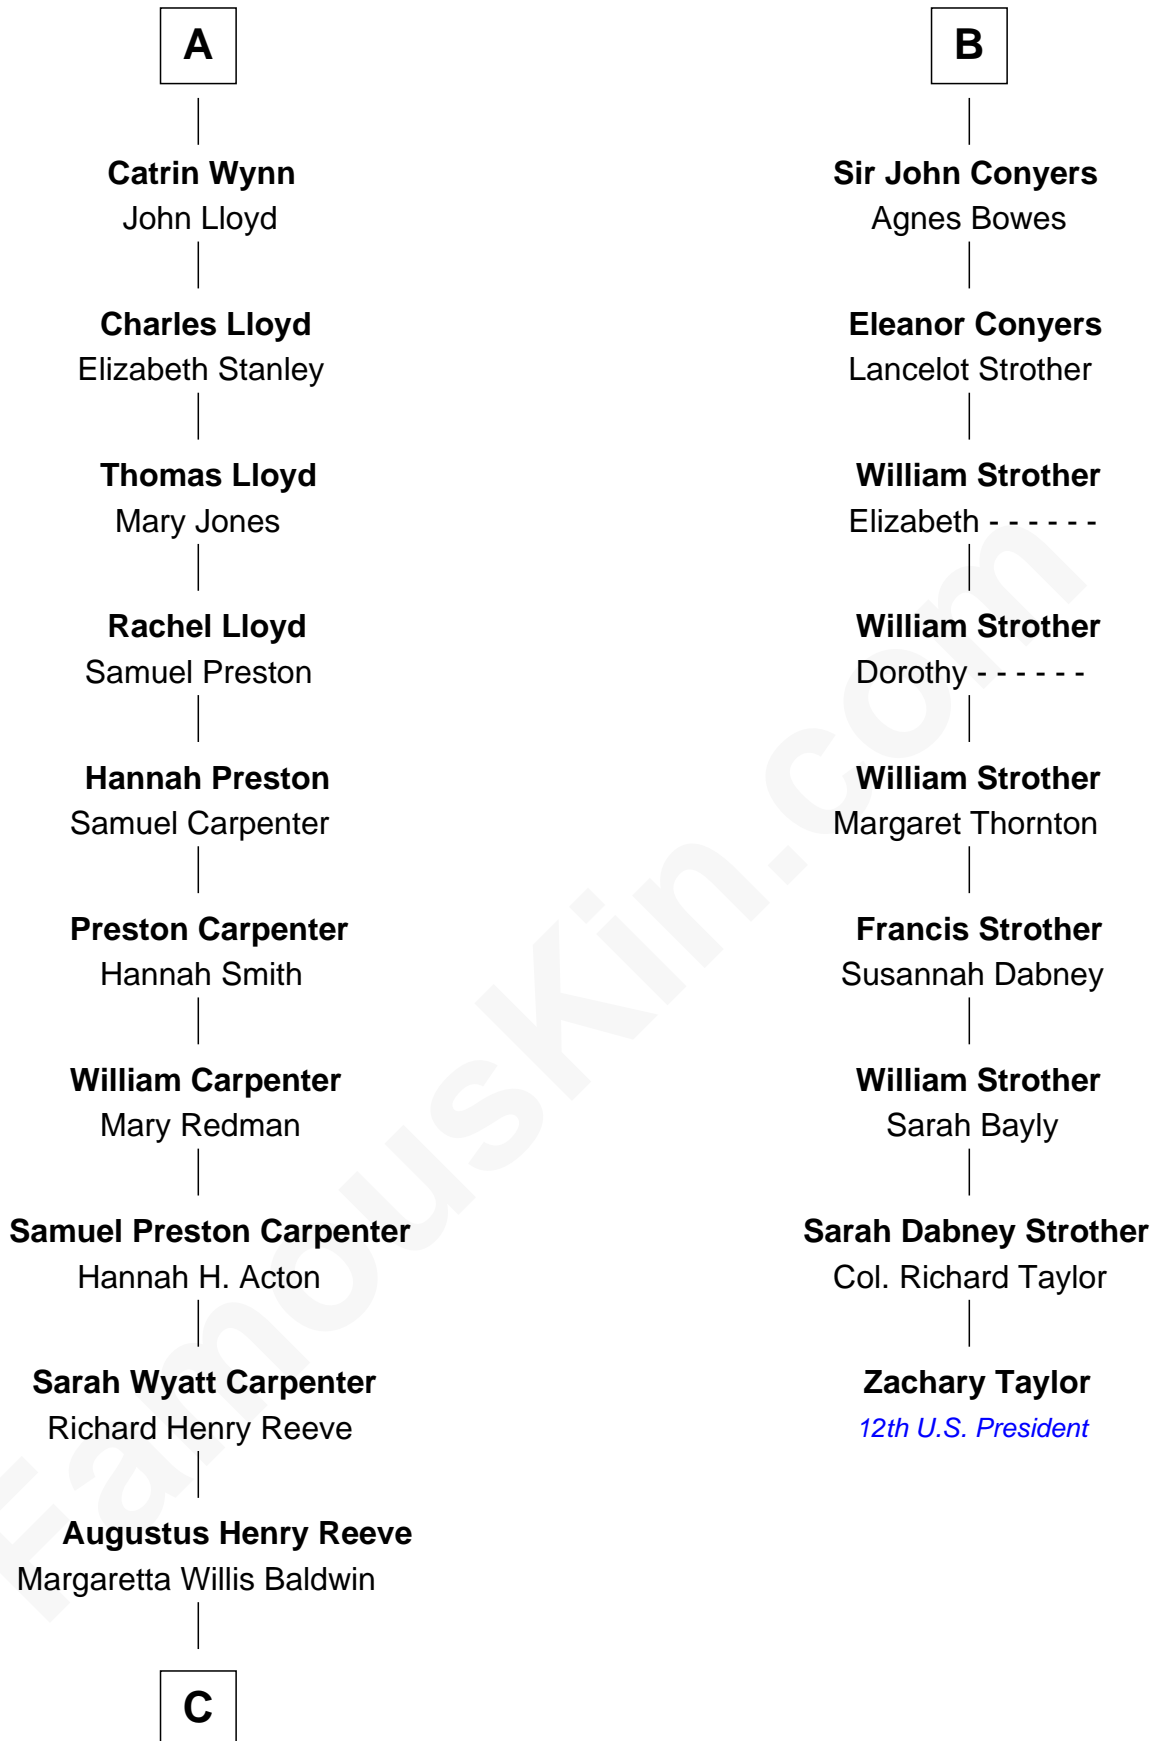 A
Catrin Wynn
John Lloyd
Charles Lloyd
Elizabeth Stanley
Thomas Lloyd
Mary Jones
Rachel Lloyd
Samuel Preston
Hannah Preston
Samuel Carpenter
Preston Carpenter
Hannah Smith
William Carpenter
Mary Redman
Samuel Preston Carpenter
Hannah H. Acton
Sarah Wyatt Carpenter
Richard Henry Reeve
Augustus Henry Reeve
Margaretta Willis Baldwin
C
B
Sir John Conyers
Agnes Bowes
Eleanor Conyers
Lancelot Strother
William Strother
Elizabeth - - - - - -
William Strother
Dorothy - - - - - -
William Strother
Margaret Thornton
Francis Strother
Susannah Dabney
William Strother
Sarah Bayly
Sarah Dabney Strother
Col. Richard Taylor
Zachary Taylor
12th U.S. President
FamousKin.com